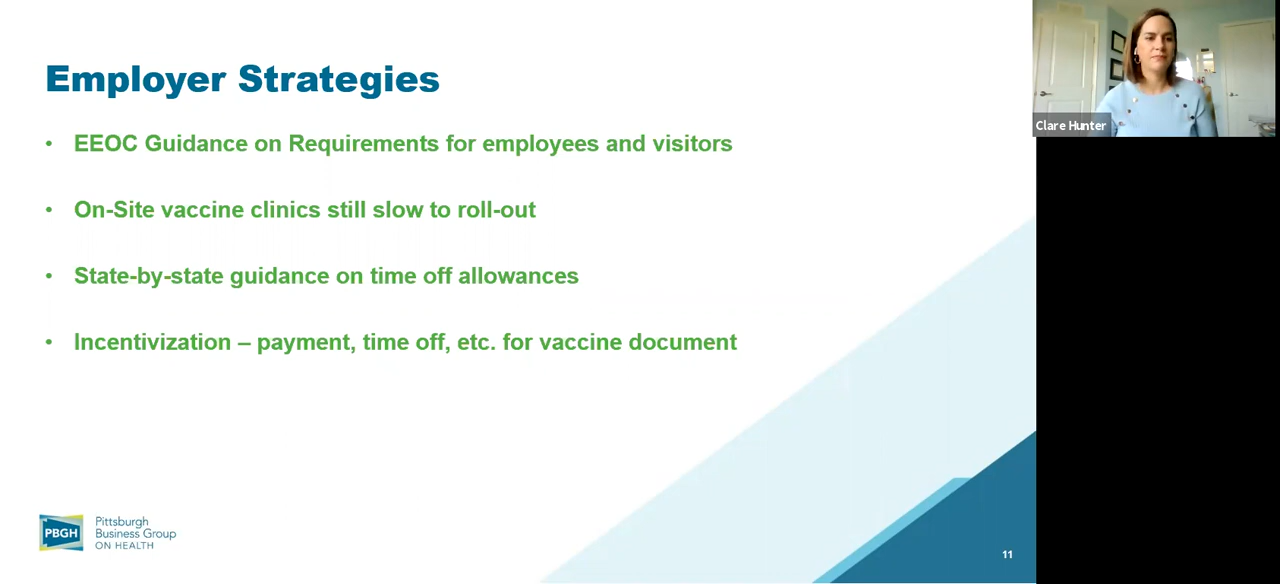 Employer Strategies
• EEOC Guidance on Requirements for employees and visitors
• On-Site vaccine clinics still slow to roll-out
• State-by-state guidance on time off allowances
• Incentivization – payment, time off, etc. for vaccine document
Clare Hunter
PBGH
Pittsburgh
Business Group
ON HEALTH
11